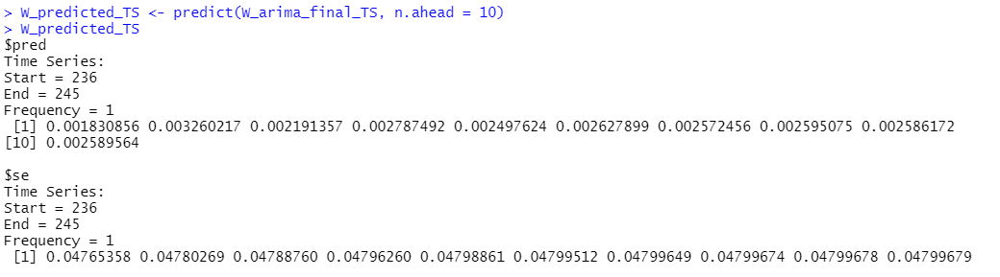 > W_predicted_TS <- predict(W_arima_final_TS, n.ahead = 10)
> W_predicted_TS
$pred
Time Series:
Start = 236
End = 245
Frequency = 1
 [1] 0.001830856 0.003260217 0.002191357 0.002787492 0.002497624 0.002627899 0.002572456 0.002595075 0.002586172
[10] 0.002589564

$se
Time Series:
Start = 236
End = 245
Frequency = 1
 [1] 0.04765358 0.04780269 0.04788760 0.04796260 0.04798861 0.04799512 0.04799649 0.04799674 0.04799678 0.04799679